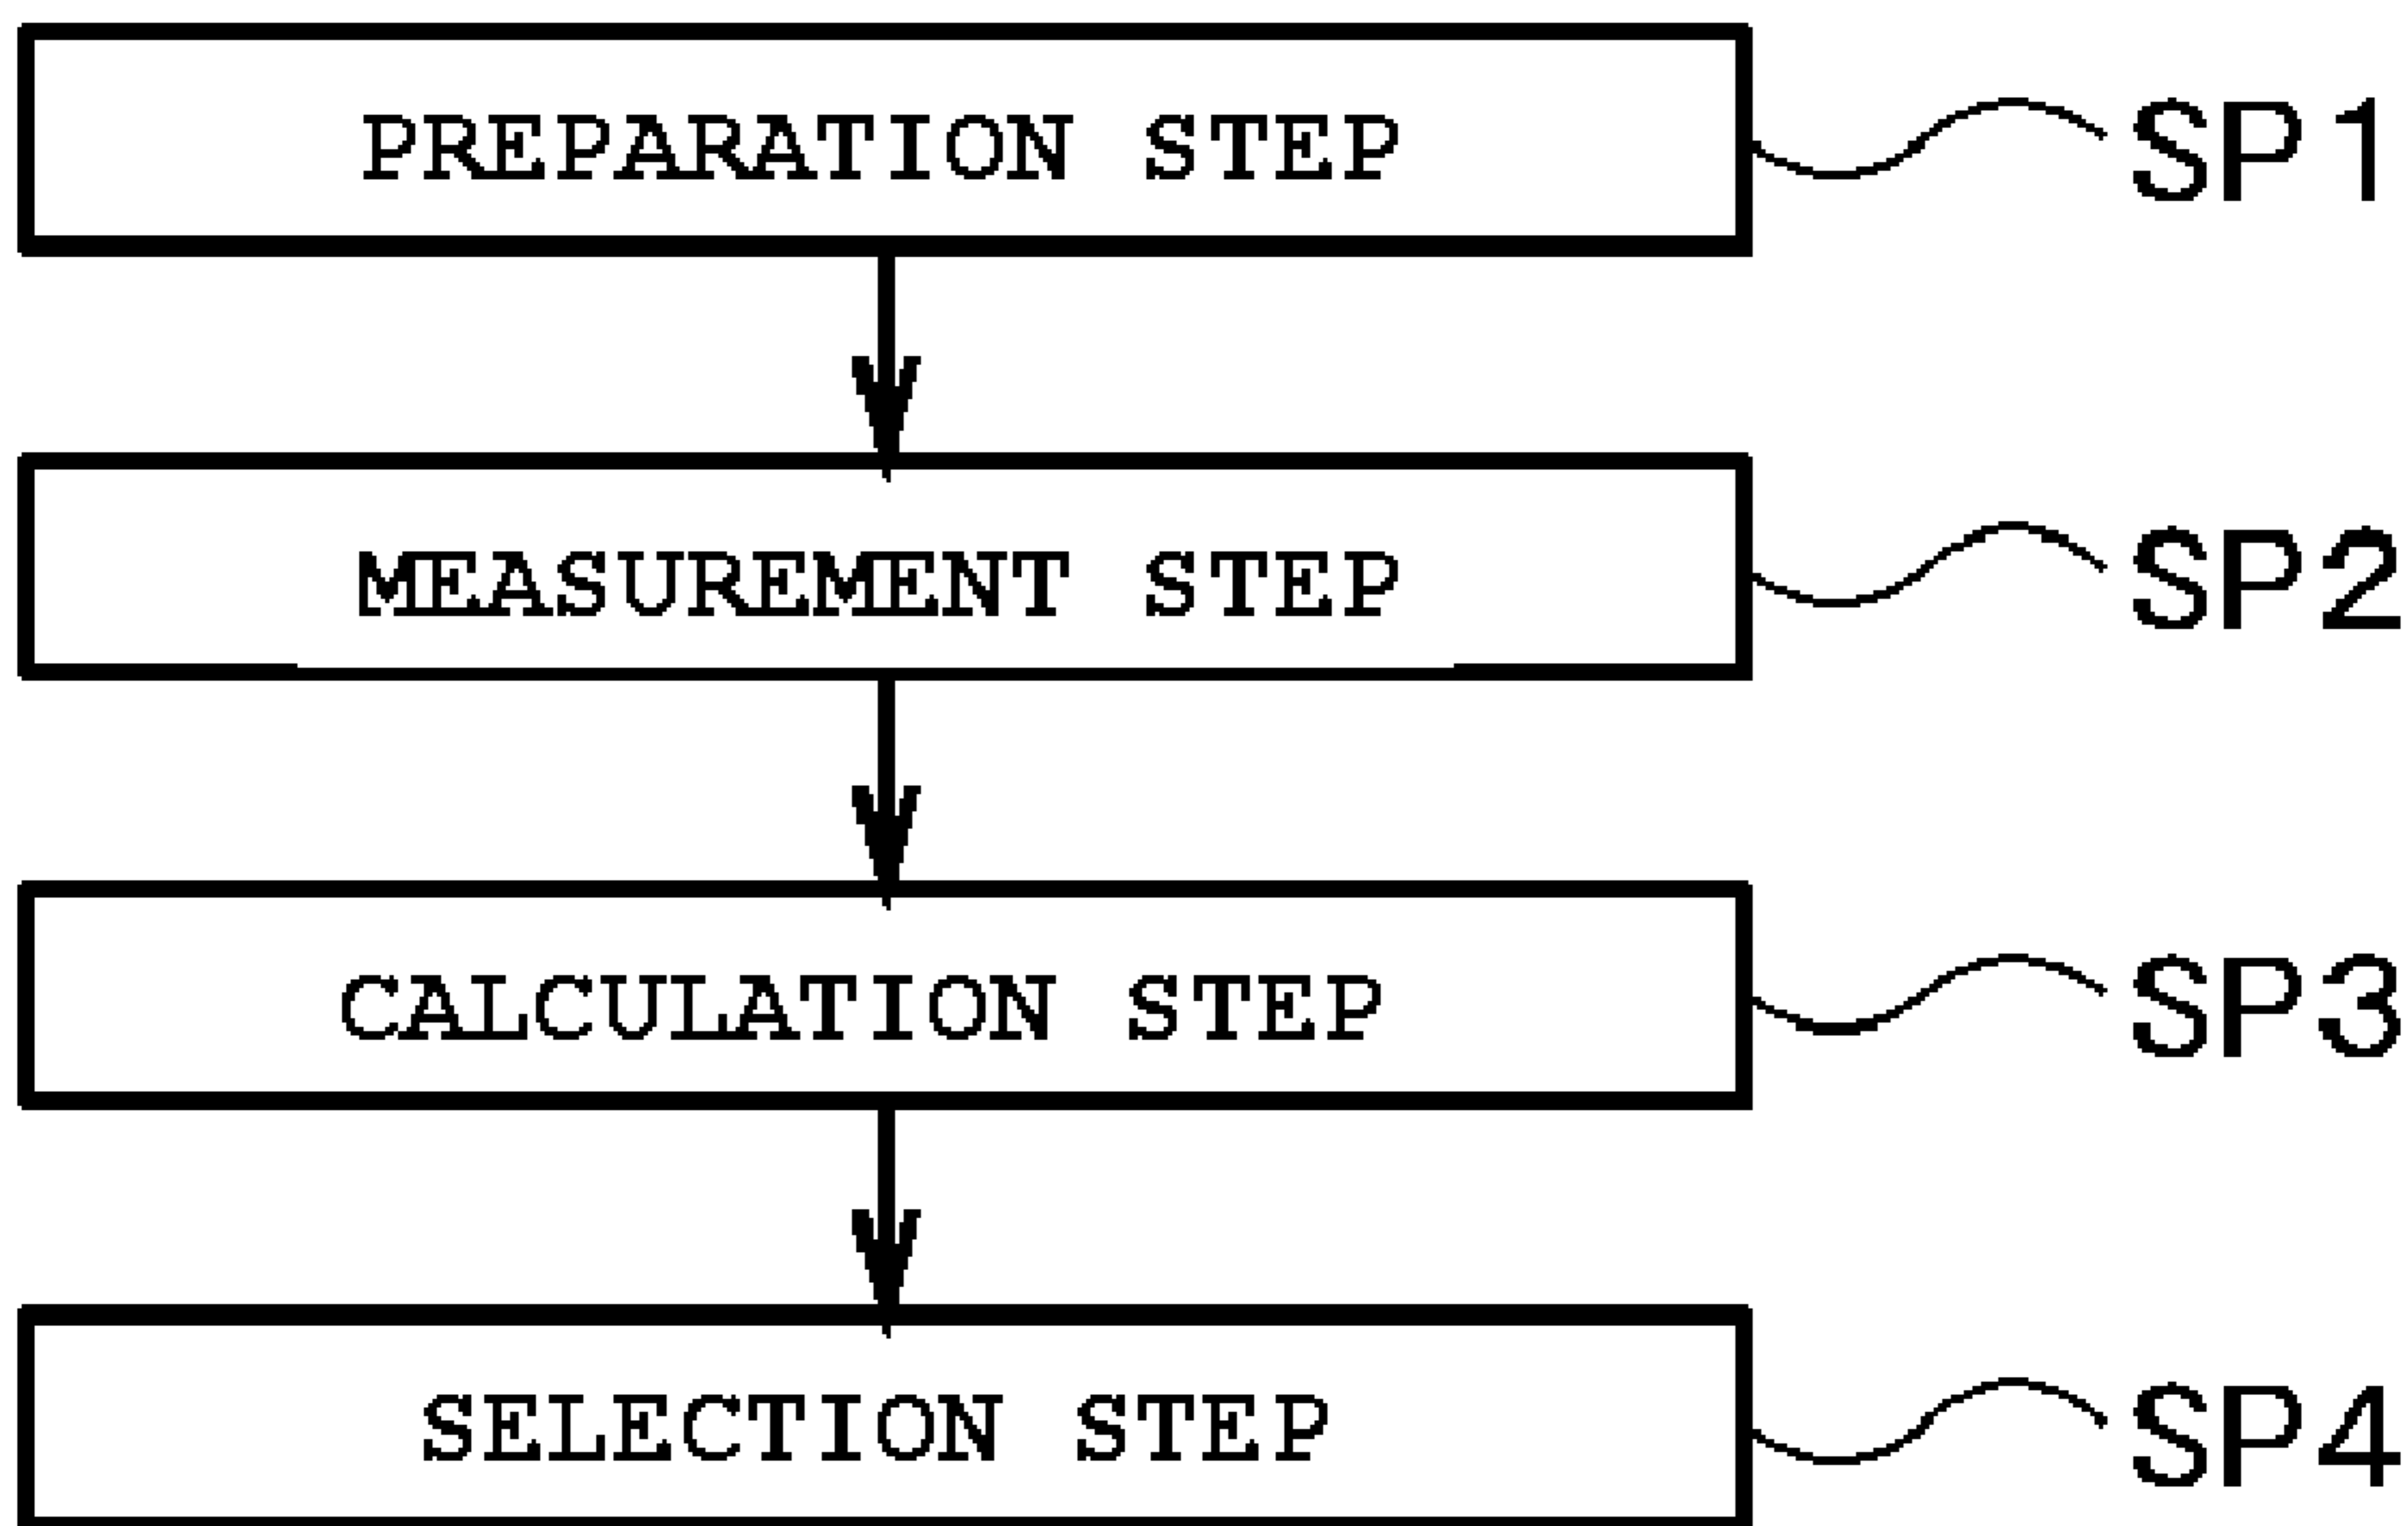 PREPARATION STEP SP1
MEASUREMENT STEP SP2
CALCULATION STEP SP3
SELECTION STEP SP4